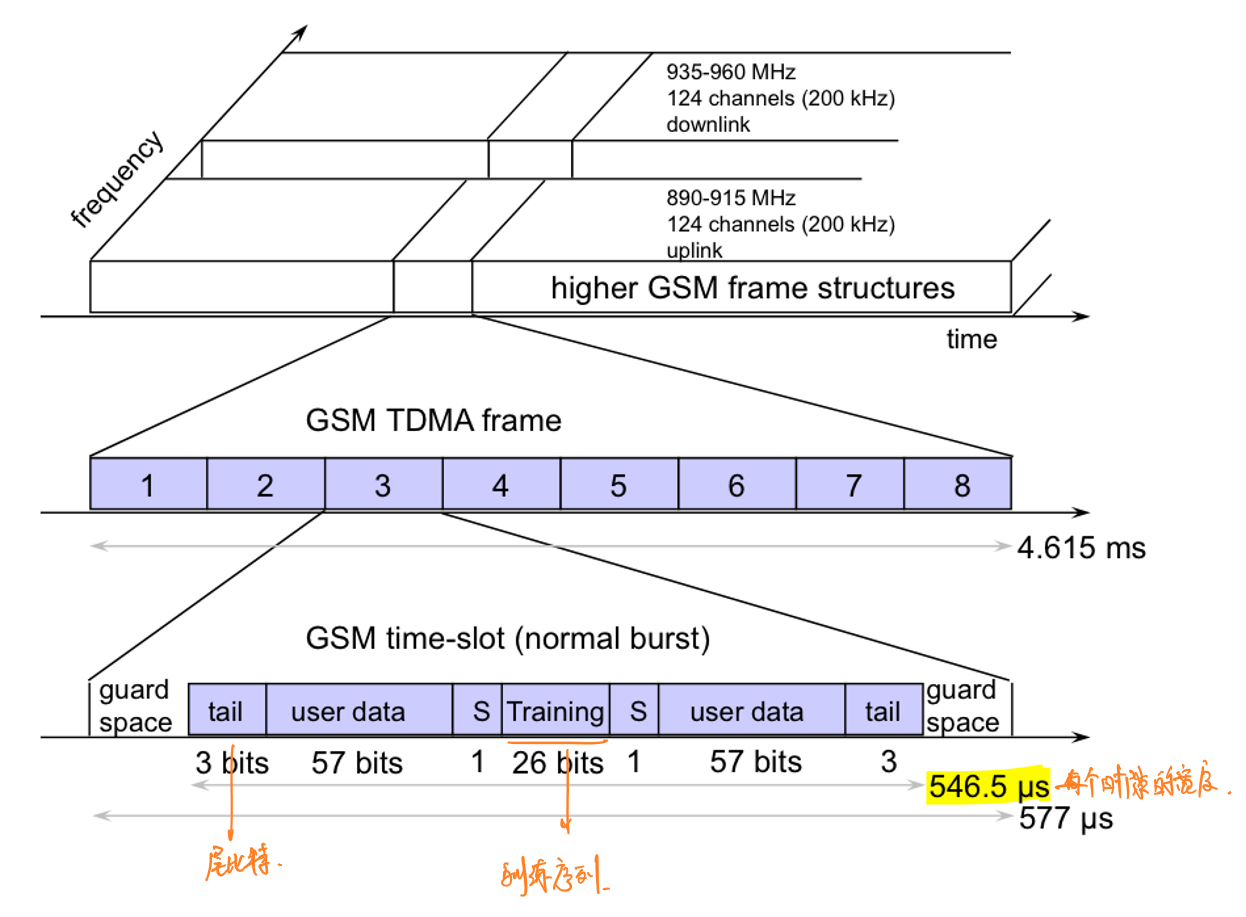 935-960 MHz
124 channels (200 kHz)
downlink
frequency
890-915 MHz
124 channels (200 kHz)
uplink
higher GSM frame structures
time
GSM TDMA frame
1 2 3 4 5 6 7 8
4.615 ms
GSM time-slot (normal burst)
guard space
tail
user data
S
Training
S
user data
tail
guard space
3 bits 57 bits 1 26 bits 1 57 bits 3
546.5 µs 每个时隙的宽度.
577 µs
尾比特.
训练序列.